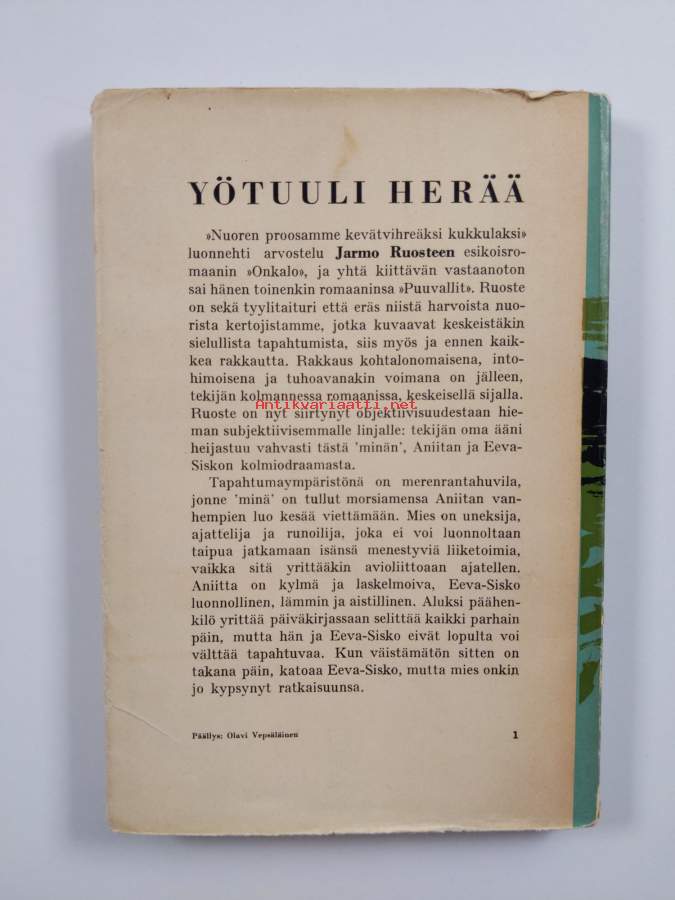 YÖTUULI HERÄÄ
»Nuoren proosamme kevätvihreäksi kukkulaksi»
luonnehti arvostelu Jarmo Ruosteen esikoisro-
maanin »Onkalo», ja yhtä kiittävän vastaanoton
sai hänen toinenkin romaaninsa »Puuvallit». Ruoste
on sekä tyylitaituri että eräs niistä harvoista nuo-
rista kertojistamme, jotka kuvaavat keskeistäkin
sielullista tapahtumista, siis myös ja ennen kaik-
kea rakkautta. Rakkaus kohtalonomaisena, into-
himoisena ja tuhoavanakin voimana on jälleen,
tekijän kolmannessa romaanissa, keskeisellä sijalla.
Antikvariaatti.net
Ruoste on nyt siirtynyt objektiivisuudestaan hie-
man subjektiivisemmalle linjalle: tekijän oma ääni
heijastuu vahvasti tästä 'minän', Aniitan ja Eeva-
Siskon kolmiodraamasta.
Tapahtumaympäristönä on merenrantahuvila,
jonne 'minä' on tullut morsiamensa Aniitan van-
hempien luo kesää viettämään. Mies on uneksija,
ajattelija ja runoilija, joka ei voi luonnoltaan
taipua jatkamaan isänsä menestyviä liiketoimia,
vaikka sitä yrittääkin avioliittoaan ajatellen.
Aniitta on kylmä ja laskelmoiva, Eeva-Sisko
luonnollinen, lämmin ja aistillinen. Aluksi päähen-
kilö yrittää päiväkirjassaan selittää kaikki parhain
päin, mutta hän ja Eeva-Sisko eivät lopulta voi
välttää tapahtuvaa. Kun väistämätön sitten on
takana päin, katoaa Eeva-Sisko, mutta mies onkin
jo kypsynyt ratkaisuunsa.
Päällys: Olavi Vepsäläinen 1